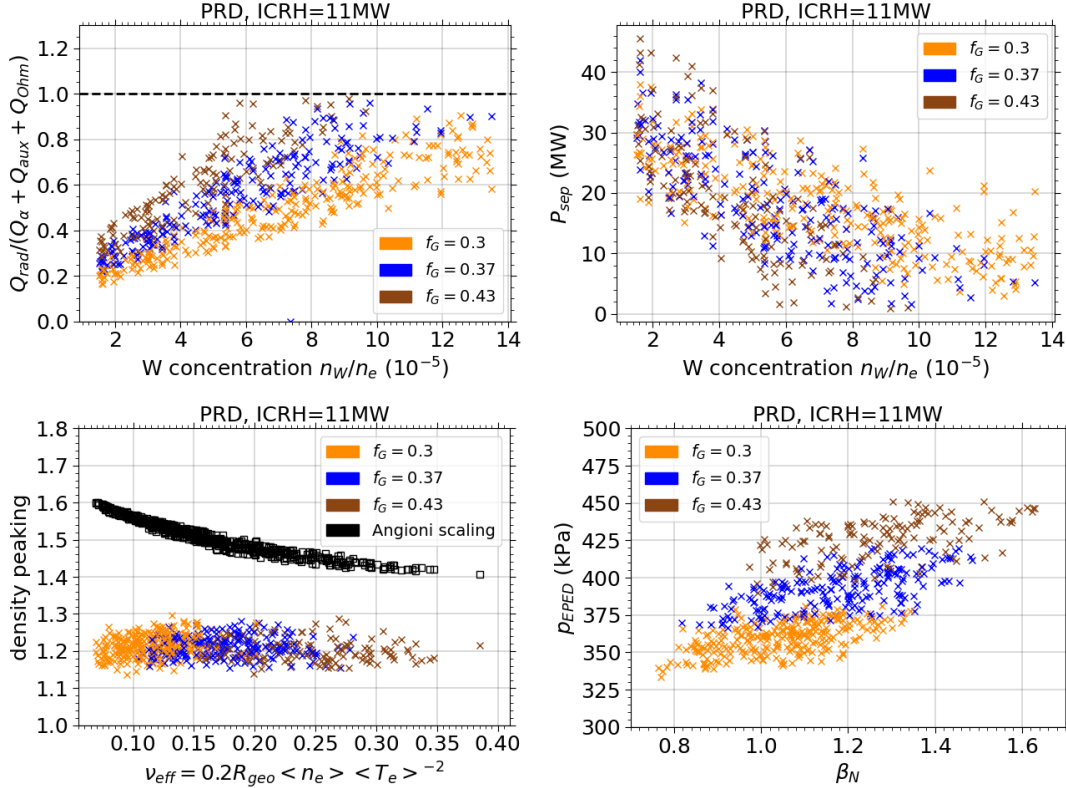 PRD, ICRH=11MW
Q_rad/(Q_α + Q_aux + Q_Ohm)
1.2
1.0
0.8
0.6
0.4
0.2
0.0
f_G = 0.3
f_G = 0.37
f_G = 0.43
2 4 6 8 10 12 14
W concentration n_W/n_e (10^-5)
PRD, ICRH=11MW
P_sep (MW)
40
30
20
10
0
f_G = 0.3
f_G = 0.37
f_G = 0.43
2 4 6 8 10 12 14
W concentration n_W/n_e (10^-5)
PRD, ICRH=11MW
density peaking
1.8
1.7
1.6
1.5
1.4
1.3
1.2
1.1
1.0
f_G = 0.3
f_G = 0.37
f_G = 0.43
Angioni scaling
0.10 0.15 0.20 0.25 0.30 0.35 0.40
ν_eff = 0.2R_geo < n_e > < T_e >^-2
PRD, ICRH=11MW
p_EPED (kPa)
500
475
450
425
400
375
350
325
300
f_G = 0.3
f_G = 0.37
f_G = 0.43
0.8 1.0 1.2 1.4 1.6
β_N